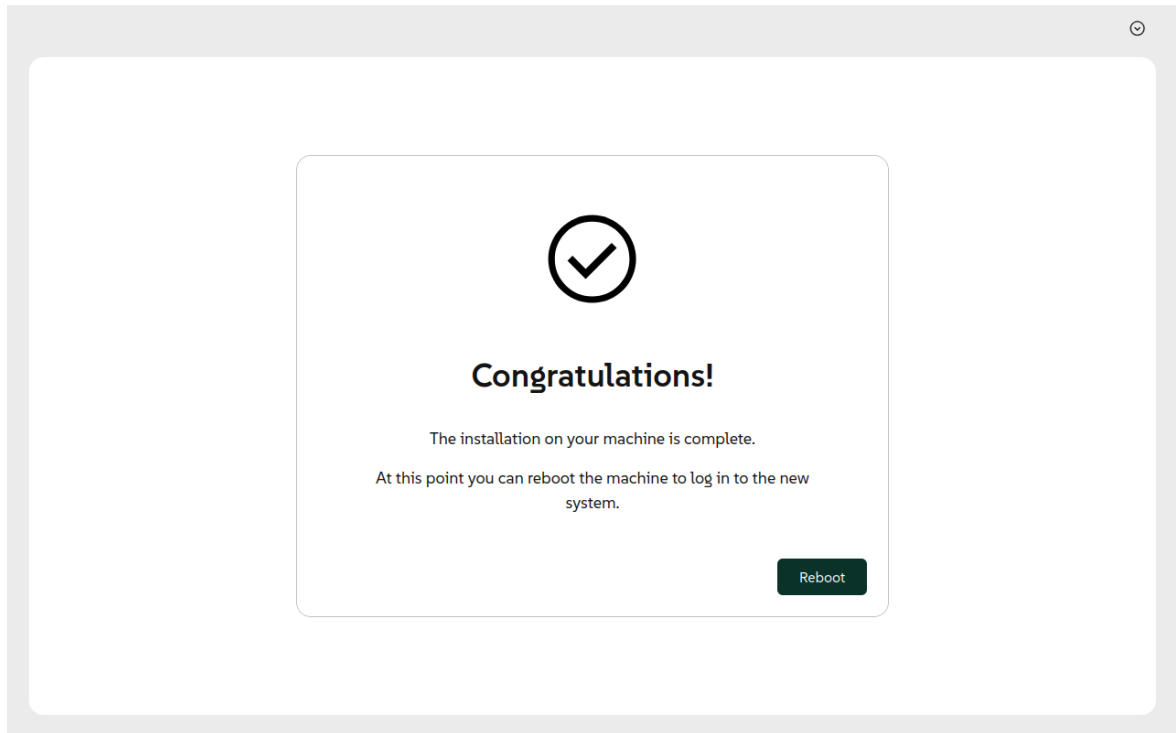 Congratulations!
The installation on your machine is complete.
At this point you can reboot the machine to log in to the new
system.
Reboot